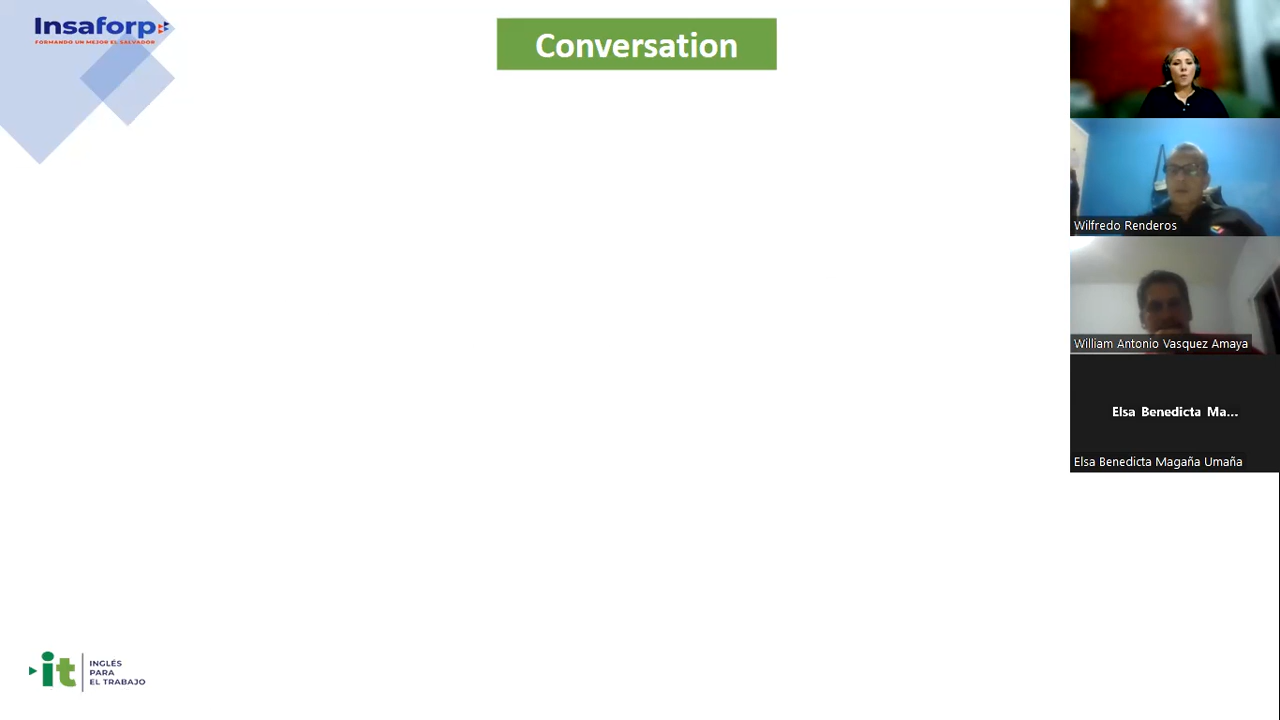 Insaforp
FORMANDO UN MEJOR EL SALVADOR
Conversation
Wilfredo Renderos
William Antonio Vasquez Amaya
Elsa Benedicta Ma...
Elsa Benedicta Magaña Umaña
it
INGLÉS
PARA
EL TRABAJO